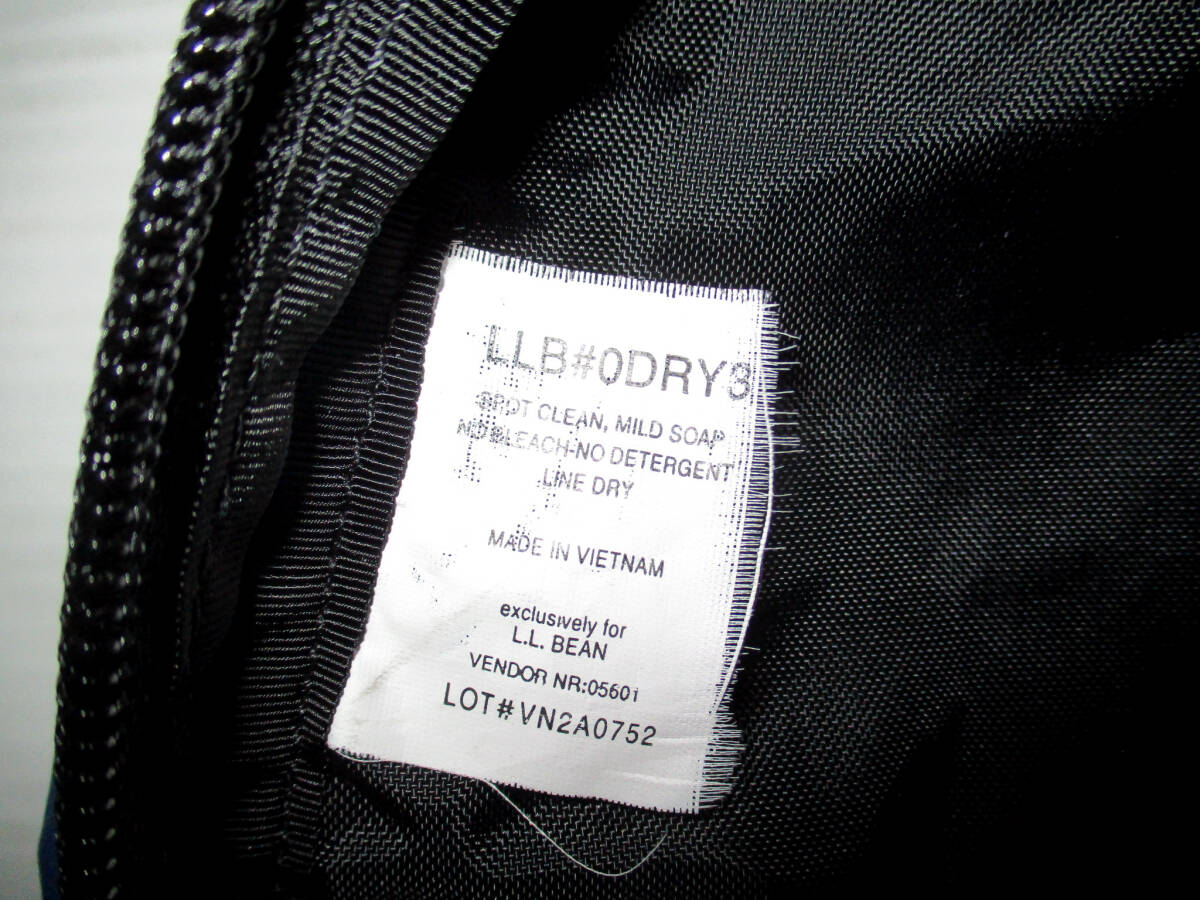 LLB#0DRY3
SPOT CLEAN, MILD SOAP
NO BLEACH-NO DETERGENT
LINE DRY
MADE IN VIETNAM
exclusively for
L.L. BEAN
VENDOR NR:05601
LOT#VN2A0752